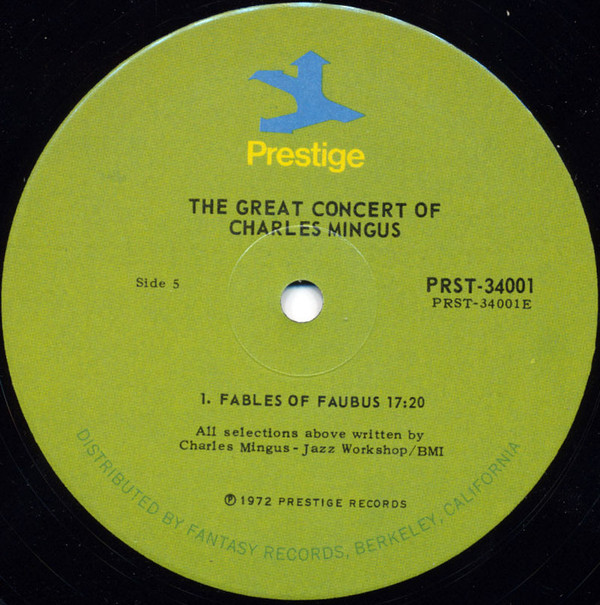 Prestige
THE GREAT CONCERT OF
CHARLES MINGUS
Side 5
PRST-34001
PRST-34001E
1. FABLES OF FAUBUS 17:20
All selections above written by
Charles Mingus - Jazz Workshop/BMI
℗ 1972 PRESTIGE RECORDS
DISTRIBUTED BY FANTASY RECORDS, BERKELEY, CALIFORNIA